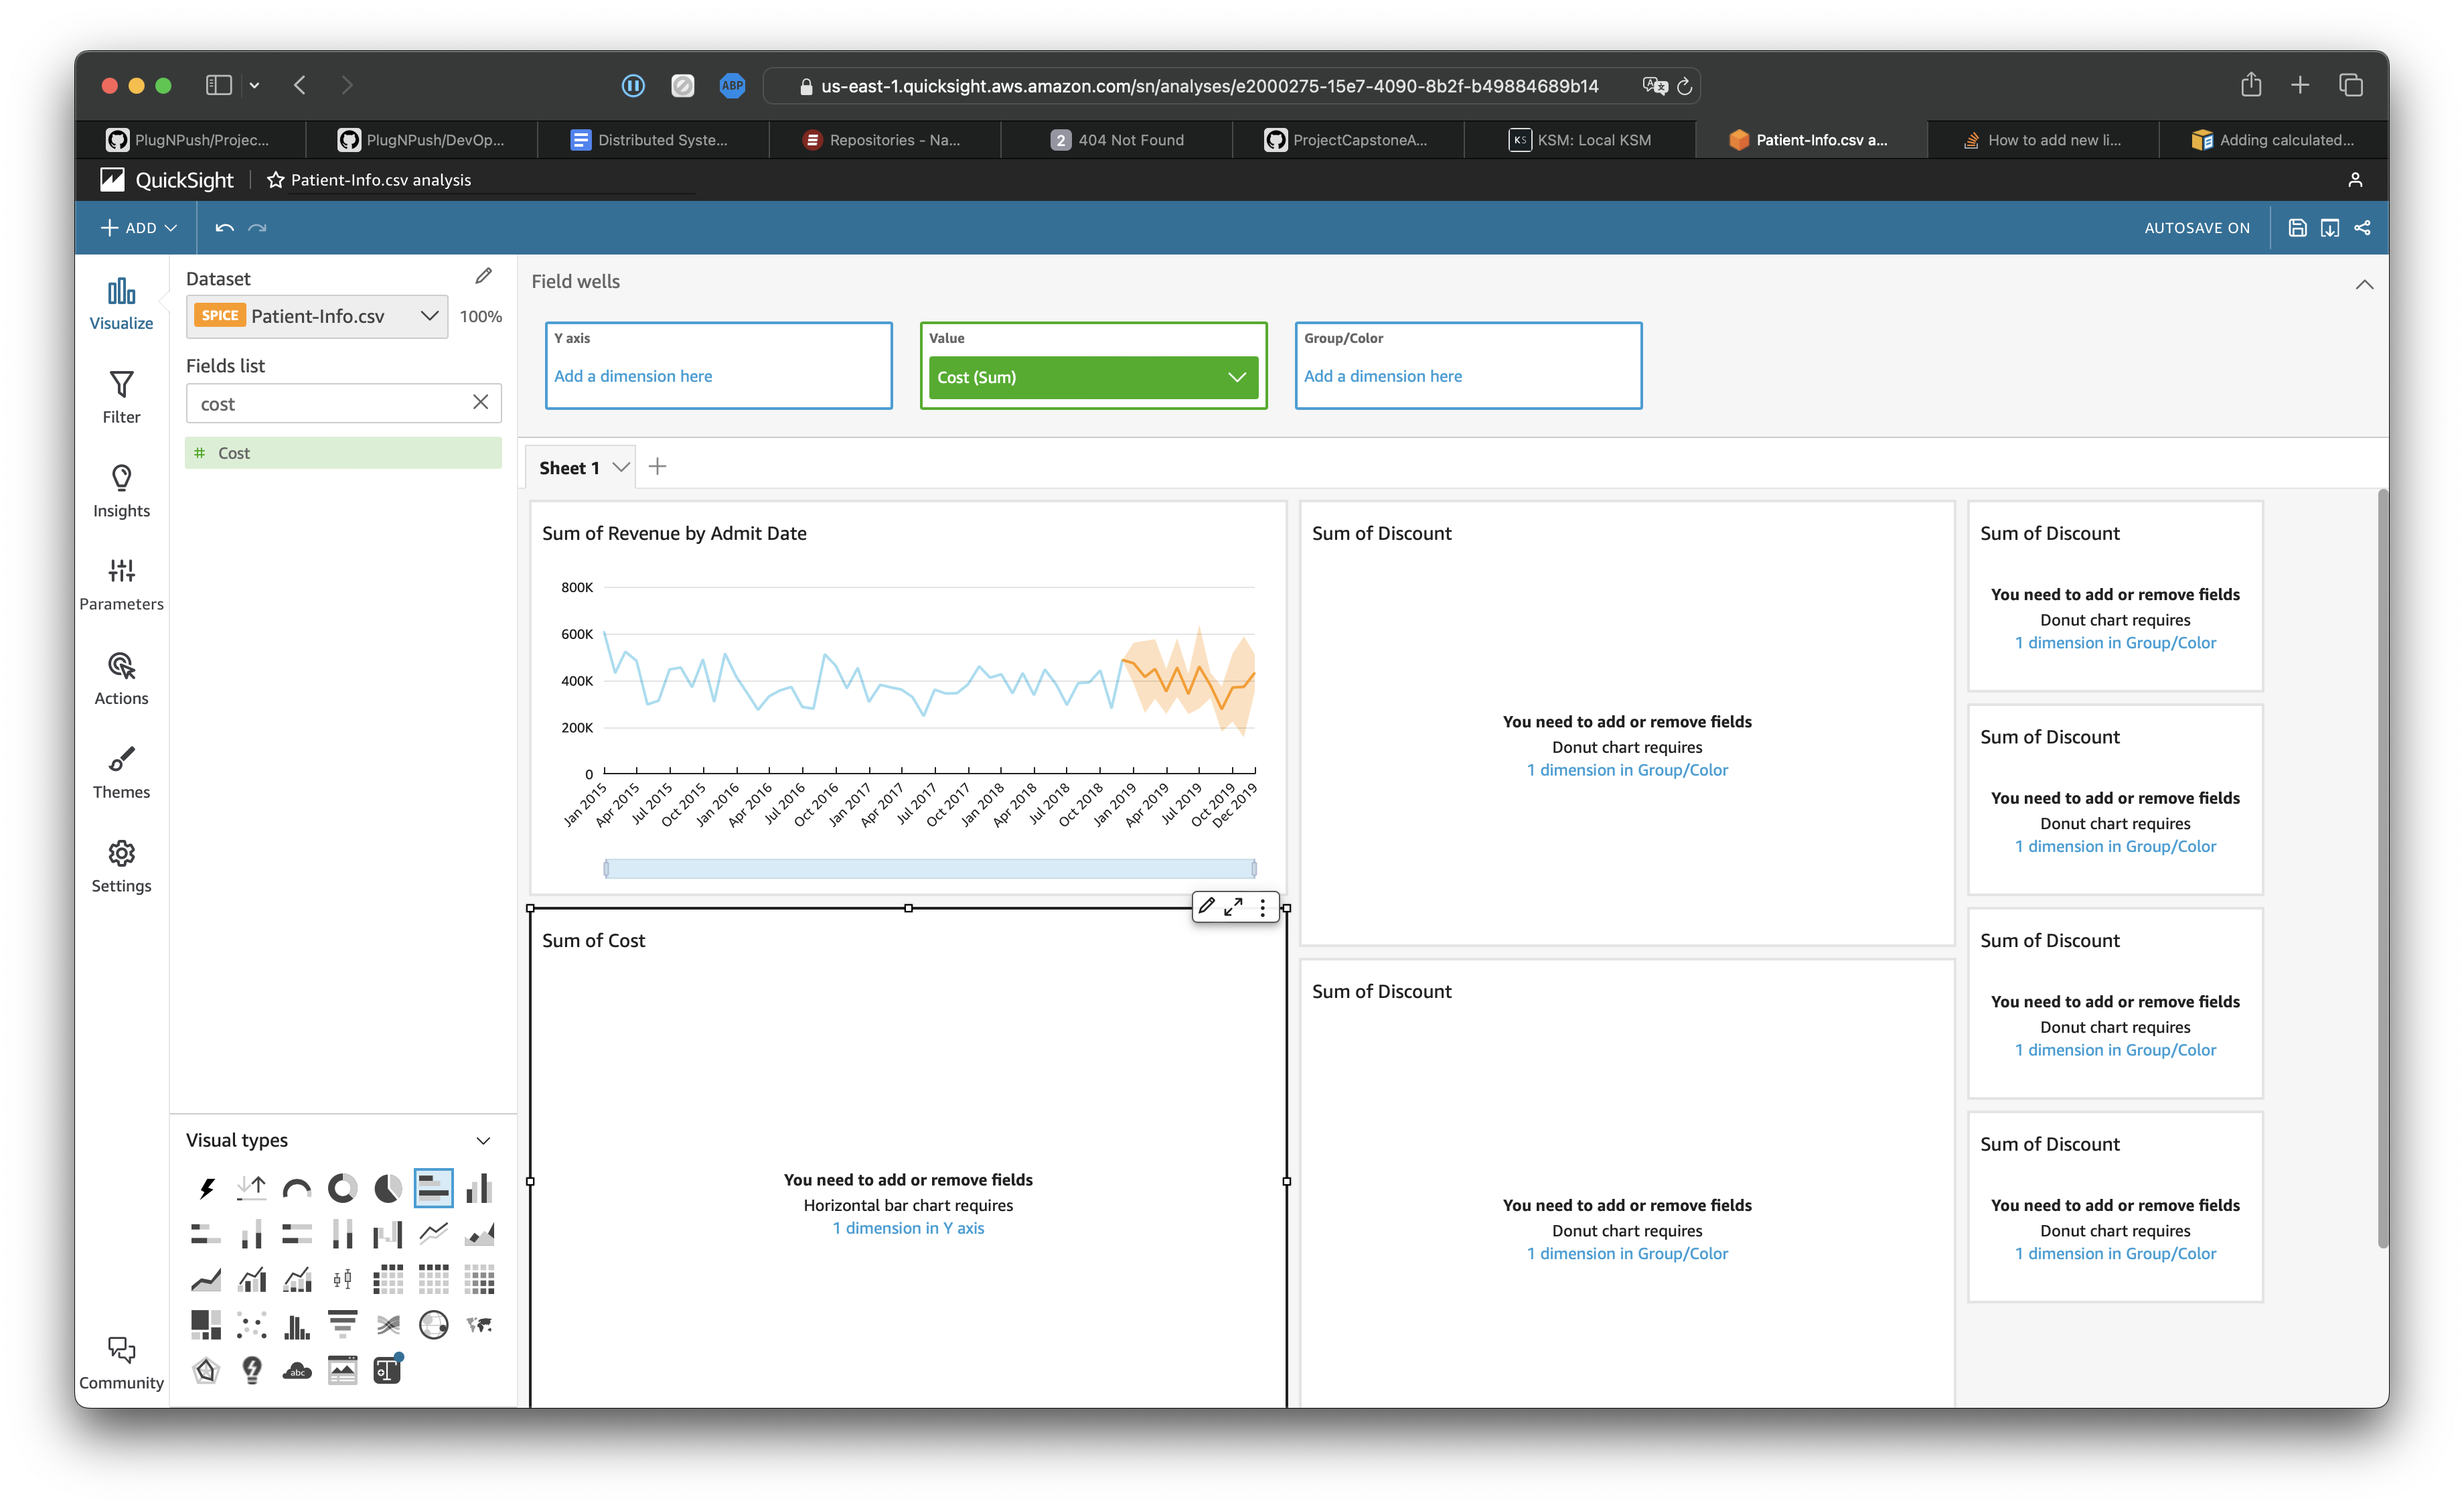 ABP
us-east-1.quicksight.aws.amazon.com/sn/analyses/e2000275-15e7-4090-8b2f-b49884689b14
PlugNPush/Projec...
PlugNPush/DevOp...
Distributed Syste...
Repositories - Na...
2 404 Not Found
ProjectCapstoneA...
KS KSM: Local KSM
Patient-Info.csv a...
How to add new li...
Adding calculated...
QuickSight
Patient-Info.csv analysis
ADD
AUTOSAVE ON
Visualize
Filter
Insights
Parameters
Actions
Themes
Settings
Community
Dataset
SPICE Patient-Info.csv
100%
Fields list
cost
# Cost
Visual types
abc
Field wells
Y axis
Add a dimension here
Value
Cost (Sum)
Group/Color
Add a dimension here
Sheet 1
Sum of Revenue by Admit Date
800K
600K
400K
200K
0
Jan 2015
Apr 2015
Jul 2015
Oct 2015
Jan 2016
Apr 2016
Jul 2016
Oct 2016
Jan 2017
Apr 2017
Jul 2017
Oct 2017
Jan 2018
Apr 2018
Jul 2018
Oct 2018
Jan 2019
Apr 2019
Jul 2019
Oct 2019
Dec 2019
Sum of Cost
You need to add or remove fields
Horizontal bar chart requires
1 dimension in Y axis
Sum of Discount
You need to add or remove fields
Donut chart requires
1 dimension in Group/Color
Sum of Discount
You need to add or remove fields
Donut chart requires
1 dimension in Group/Color
Sum of Discount
You need to add or remove fields
Donut chart requires
1 dimension in Group/Color
Sum of Discount
You need to add or remove fields
Donut chart requires
1 dimension in Group/Color
Sum of Discount
You need to add or remove fields
Donut chart requires
1 dimension in Group/Color
Sum of Discount
You need to add or remove fields
Donut chart requires
1 dimension in Group/Color